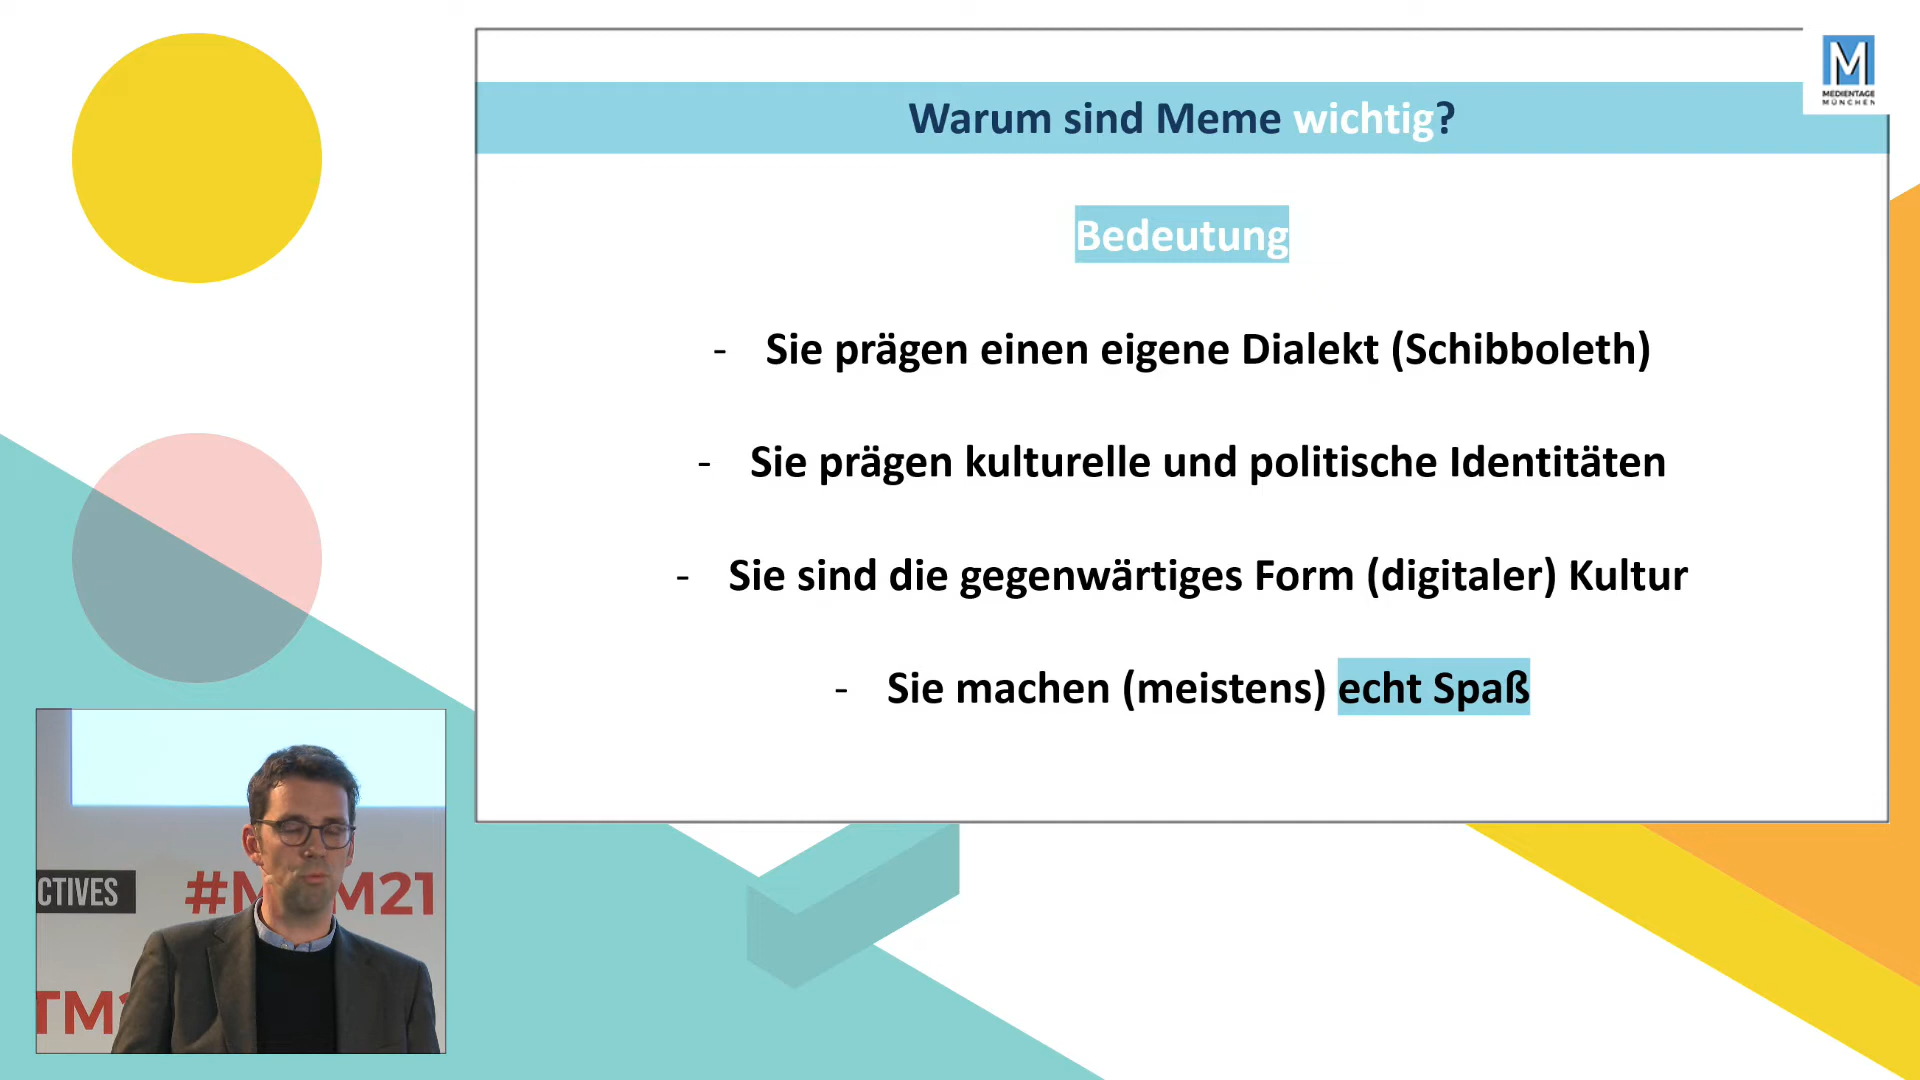 MEDIENTAGE
MÜNCHEN
Warum sind Meme wichtig?
Bedeutung
- Sie prägen einen eigene Dialekt (Schibboleth)
- Sie prägen kulturelle und politische Identitäten
- Sie sind die gegenwärtiges Form (digitaler) Kultur
- Sie machen (meistens) echt Spaß
CTIVES
#M M21
TM